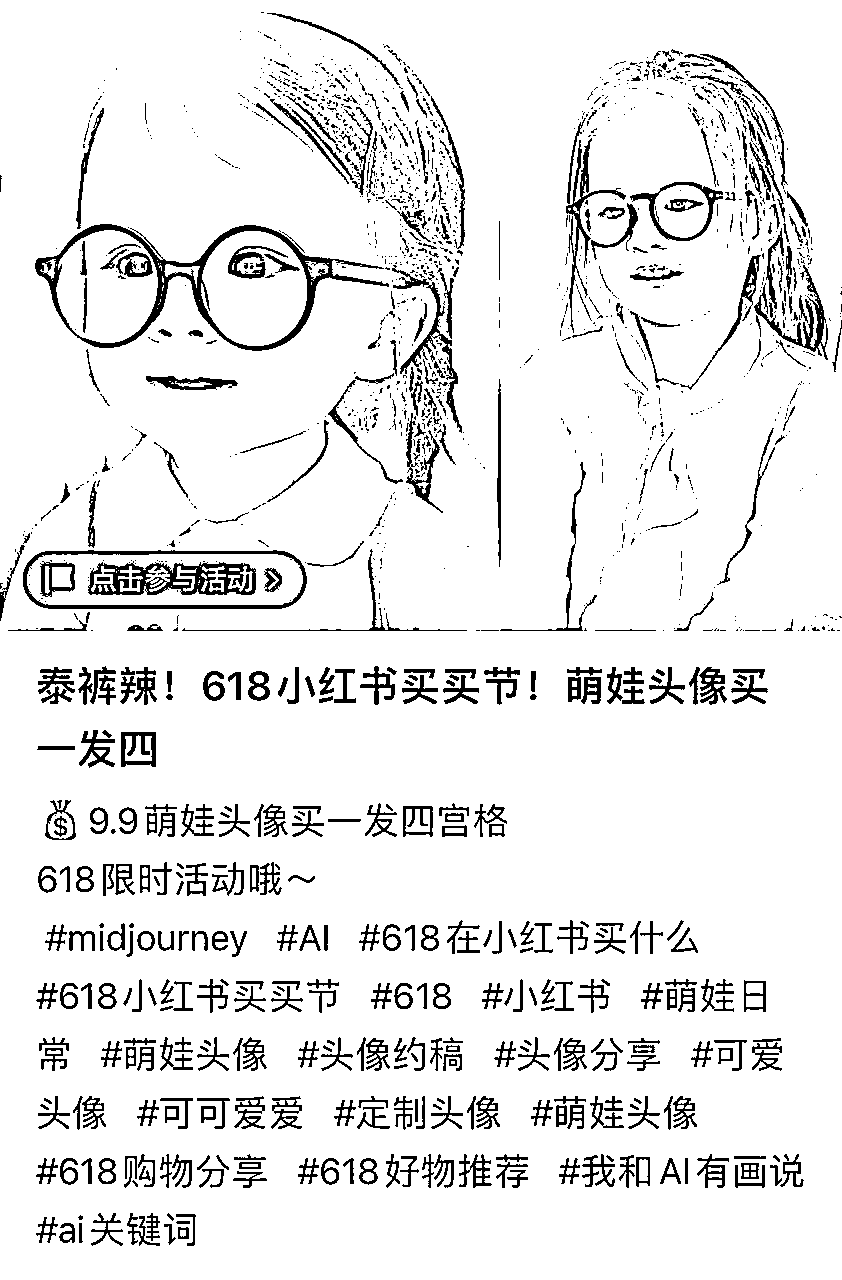 点击参与活动
泰裤辣！618小红书买买节！萌娃头像买
一发四
9.9萌娃头像买一发四宫格
618限时活动哦～
#midjourney #AI #618在小红书买什么
#618小红书买买节 #618 #小红书 #萌娃日
常 #萌娃头像 #头像约稿 #头像分享 #可爱
头像 #可可爱爱 #定制头像 #萌娃头像
#618购物分享 #618好物推荐 #我和AI有画说
#ai关键词